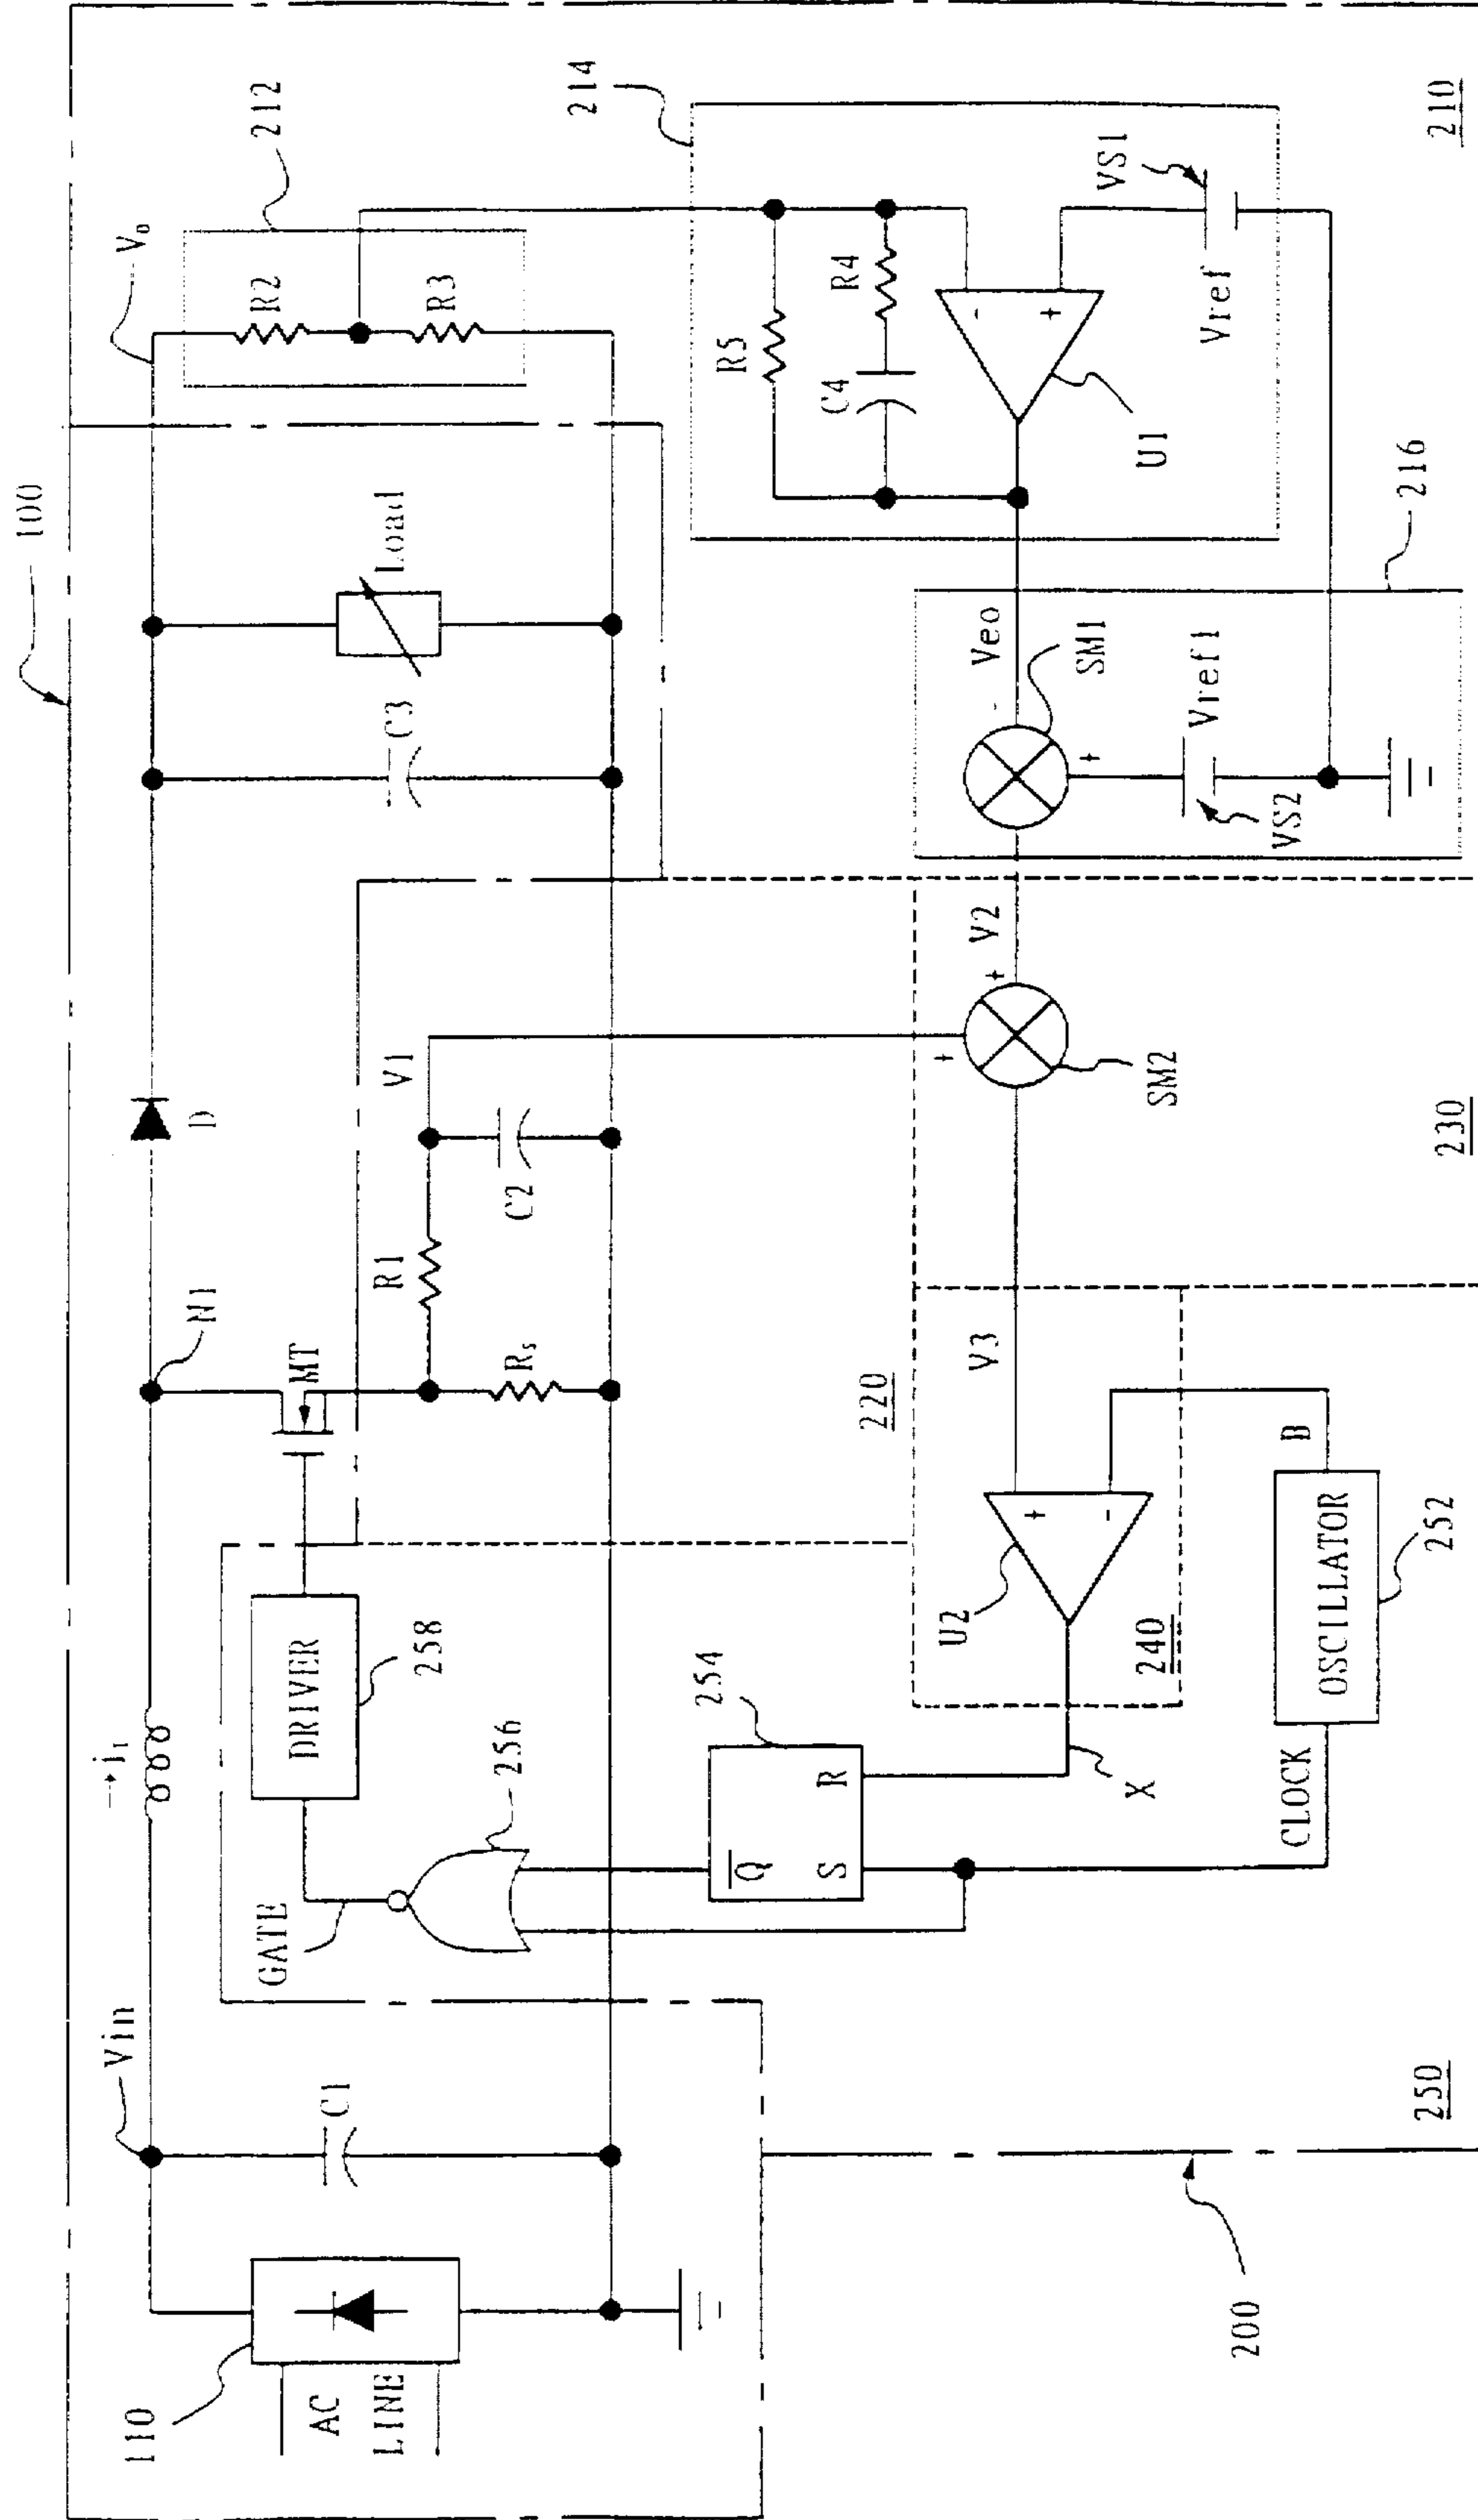 100
110
AC
LINE
Vin
C1
→ i1
N1
D
C3
Load
Vo
212
R2
R3
214
GATE
DRIVER
258
256
MT
R1
Rs
C2
V1
R5
R4
C4
U1
VS1
Vref
216
Veo
-
SM1
+
Vref1
VS2
V2
+
+
SM2
V3
220
U2
+
-
240
B
254
Q
S
R
X
CLOCK
OSCILLATOR
252
-
+
200
250
230
210